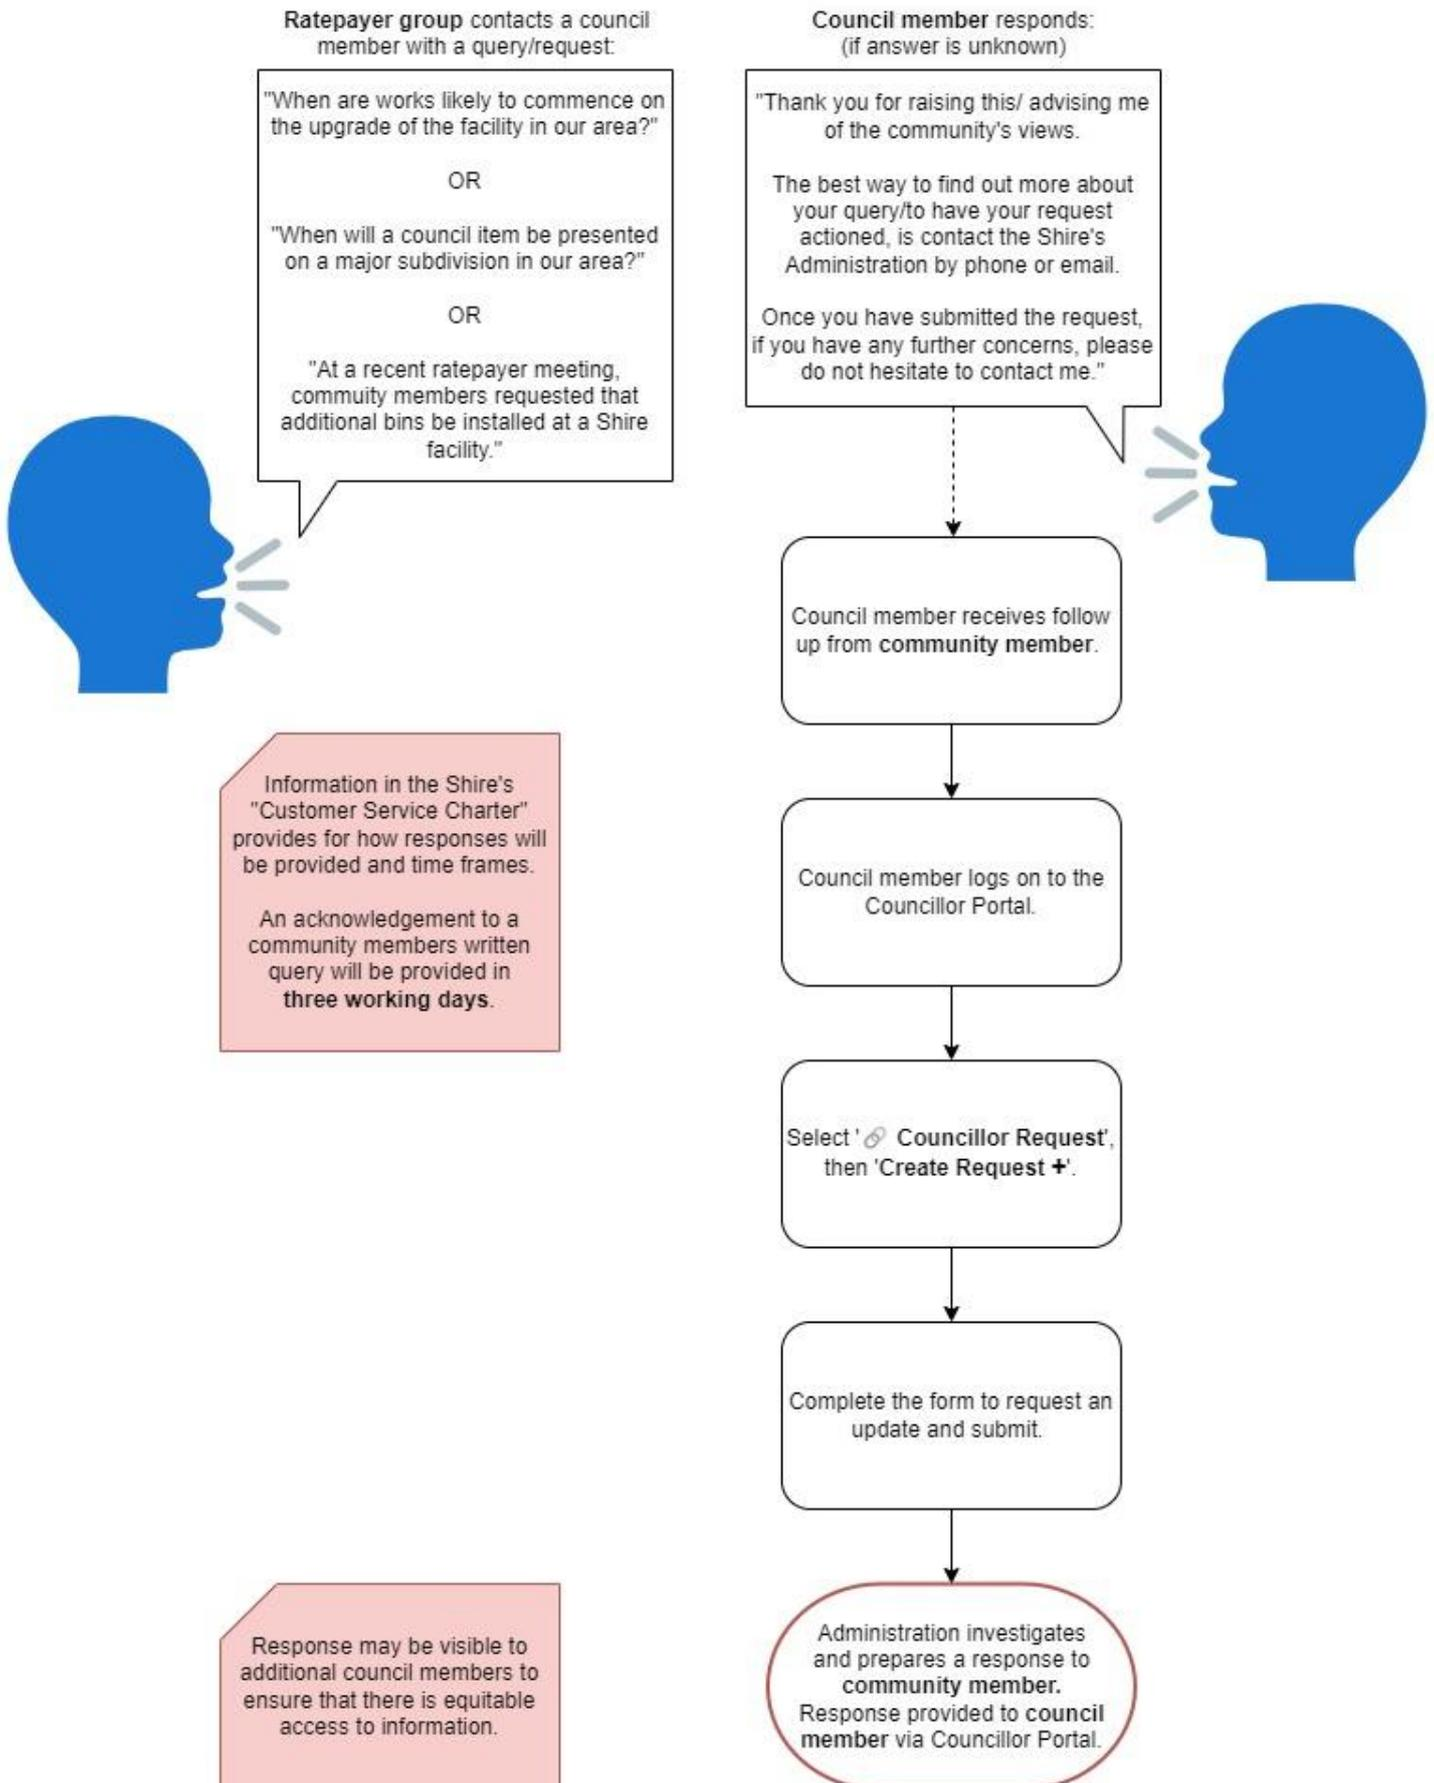 Ratepayer group contacts a council
member with a query/request:
"When are works likely to commence on
the upgrade of the facility in our area?"
OR
"When will a council item be presented
on a major subdivision in our area?"
OR
"At a recent ratepayer meeting,
commuity members requested that
additional bins be installed at a Shire
facility."
Council member responds:
(if answer is unknown)
"Thank you for raising this/ advising me
of the community's views.
The best way to find out more about
your query/to have your request
actioned, is contact the Shire's
Administration by phone or email.
Once you have submitted the request,
if you have any further concerns, please
do not hesitate to contact me."
Council member receives follow
up from community member.
Information in the Shire's
"Customer Service Charter"
provides for how responses will
be provided and time frames.
An acknowledgement to a
community members written
query will be provided in
three working days.
Council member logs on to the
Councillor Portal.
Select '🔗 Councillor Request',
then 'Create Request +'.
Complete the form to request an
update and submit.
Response may be visible to
additional council members to
ensure that there is equitable
access to information.
Administration investigates
and prepares a response to
community member.
Response provided to council
member via Councillor Portal.